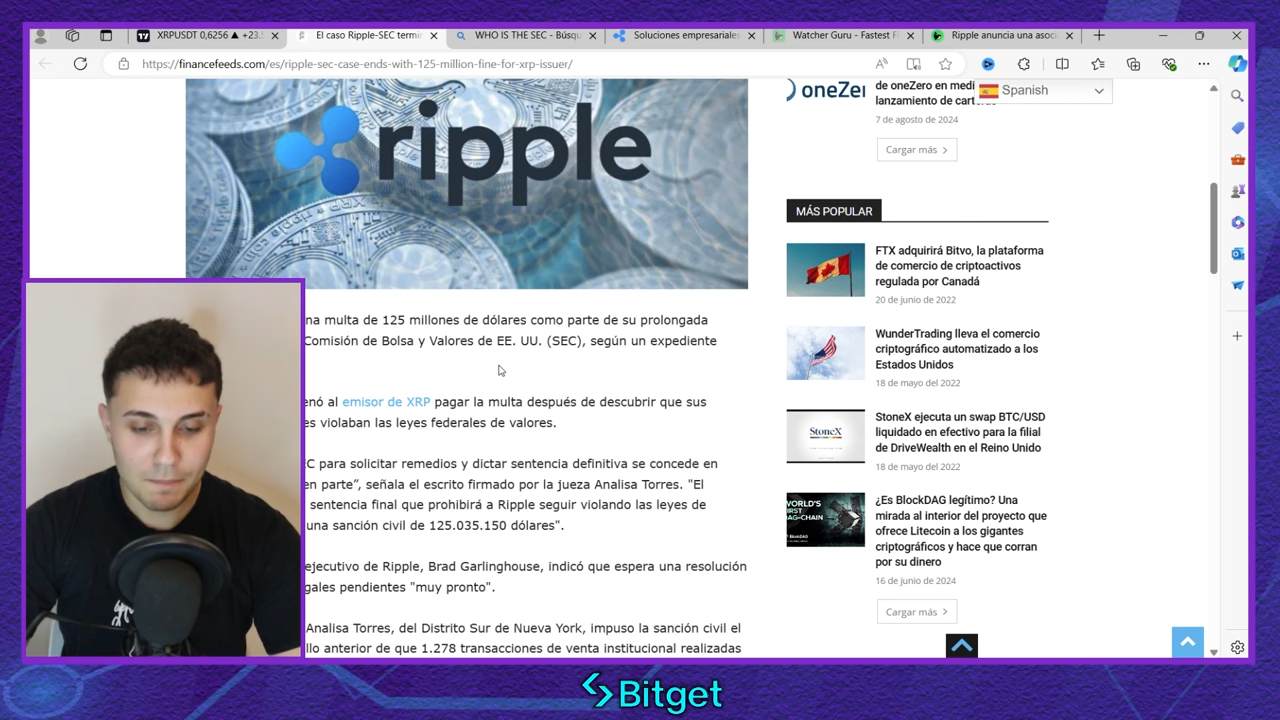 XRPUSDT 0,6256 ▲ +23.
El caso Ripple-SEC termin
WHO IS THE SEC - Búsqu
Soluciones empresariales
Watcher Guru - Fastest Fi
Ripple anuncia una asoc
https://financefeeds.com/es/ripple-sec-case-ends-with-125-million-fine-for-xrp-issuer/
Spanish
ripple
na multa de 125 millones de dólares como parte de su prolongada
Comisión de Bolsa y Valores de EE. UU. (SEC), según un expediente
enó al emisor de XRP pagar la multa después de descubrir que sus
es violaban las leyes federales de valores.
C para solicitar remedios y dictar sentencia definitiva se concede en
en parte”, señala el escrito firmado por la jueza Analisa Torres. "El
sentencia final que prohibirá a Ripple seguir violando las leyes de
una sanción civil de 125.035.150 dólares".
ejecutivo de Ripple, Brad Garlinghouse, indicó que espera una resolución
gales pendientes "muy pronto".
Analisa Torres, del Distrito Sur de Nueva York, impuso la sanción civil el
llo anterior de que 1.278 transacciones de venta institucional realizadas
oneZer
de oneZero en medi
lanzamiento de cart
7 de agosto de 2024
Cargar más
MÁS POPULAR
FTX adquirirá Bitvo, la plataforma
de comercio de criptoactivos
regulada por Canadá
20 de junio de 2022
WunderTrading lleva el comercio
criptográfico automatizado a los
Estados Unidos
18 de mayo del 2022
StoneX
StoneX ejecuta un swap BTC/USD
liquidado en efectivo para la filial
de DriveWealth en el Reino Unido
18 de mayo del 2022
WORLD'S
FIRST
DAG-CHAIN
BlockDAG
¿Es BlockDAG legítimo? Una
mirada al interior del proyecto que
ofrece Litecoin a los gigantes
criptográficos y hace que corran
por su dinero
16 de junio de 2024
Cargar más
Bitget